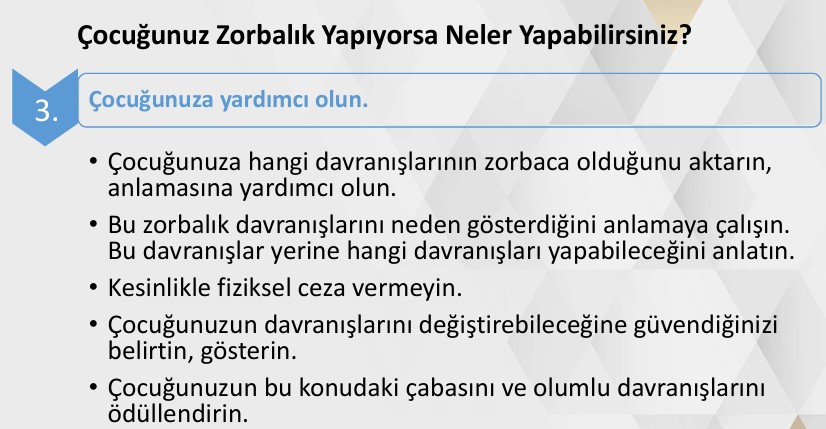 Çocuğunuz Zorbalık Yapıyorsa Neler Yapabilirsiniz?
3.
Çocuğunuza yardımcı olun.
• Çocuğunuza hangi davranışlarının zorbaca olduğunu aktarın,
anlamasına yardımcı olun.
• Bu zorbalık davranışlarını neden gösterdiğini anlamaya çalışın.
Bu davranışlar yerine hangi davranışları yapabileceğini anlatın.
• Kesinlikle fiziksel ceza vermeyin.
• Çocuğunuzun davranışlarını değiştirebileceğine güvendiğinizi
belirtin, gösterin.
• Çocuğunuzun bu konudaki çabasını ve olumlu davranışlarını
ödüllendirin.